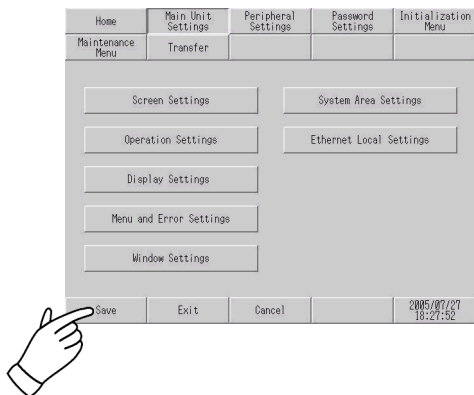 Home
Main Unit
Settings
Peripheral
Settings
Password
Settings
Initialization
Menu
Maintenance
Menu
Transfer
Screen Settings
System Area Settings
Operation Settings
Ethernet Local Settings
Display Settings
Menu and Error Settings
Window Settings
Save
Exit
Cancel
2005/07/27
18:27:52